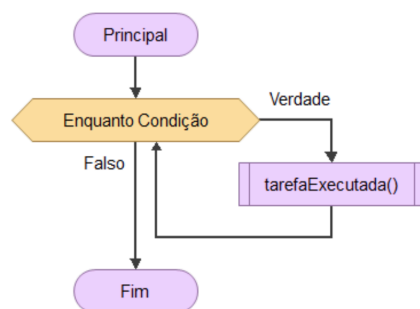 Principal
Enquanto Condição
Verdade
Falso
tarefaExecutada()
Fim